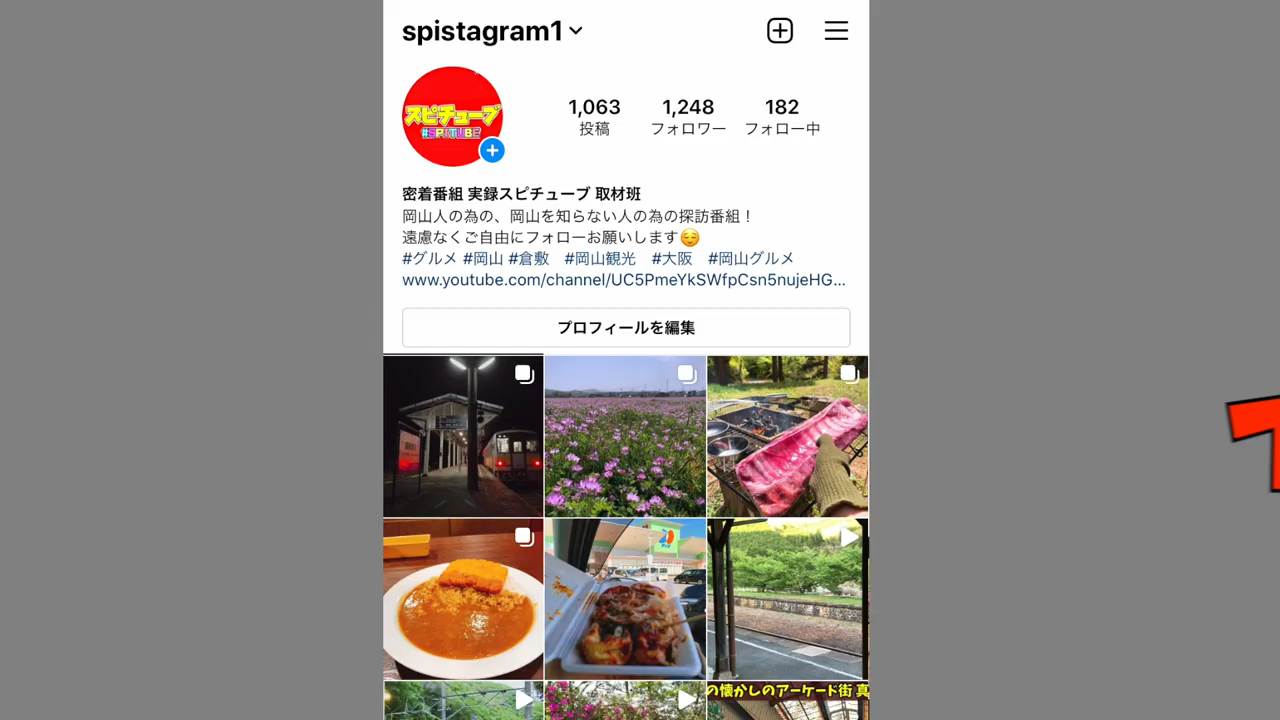 spistagram1
スピチューブ
#SPITUBE
1,063
投稿
1,248
フォロワー
182
フォロー中
密着番組 実録スピチューブ 取材班
岡山人の為の、岡山を知らない人の為の探訪番組！
遠慮なくご自由にフォローお願いします😌
#グルメ #岡山 #倉敷　#岡山観光　#大阪　#岡山グルメ
www.youtube.com/channel/UC5PmeYkSWfpCsn5nujeHG...
プロフィールを編集
の懐かしのアーケード街 真